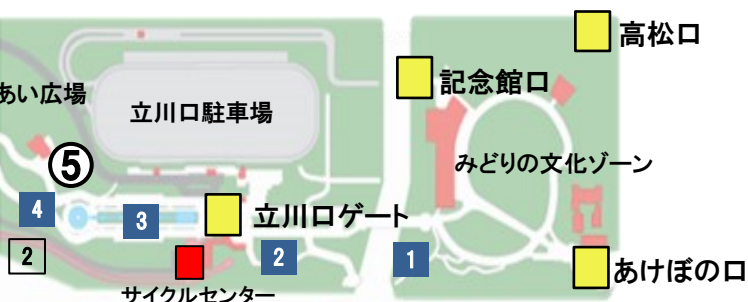 高松口
記念館口
あい広場
立川口駐車場
みどりの文化ゾーン
⑤
4
3
立川口ゲート
2
2
1
あけぼの口
サイクルセンター